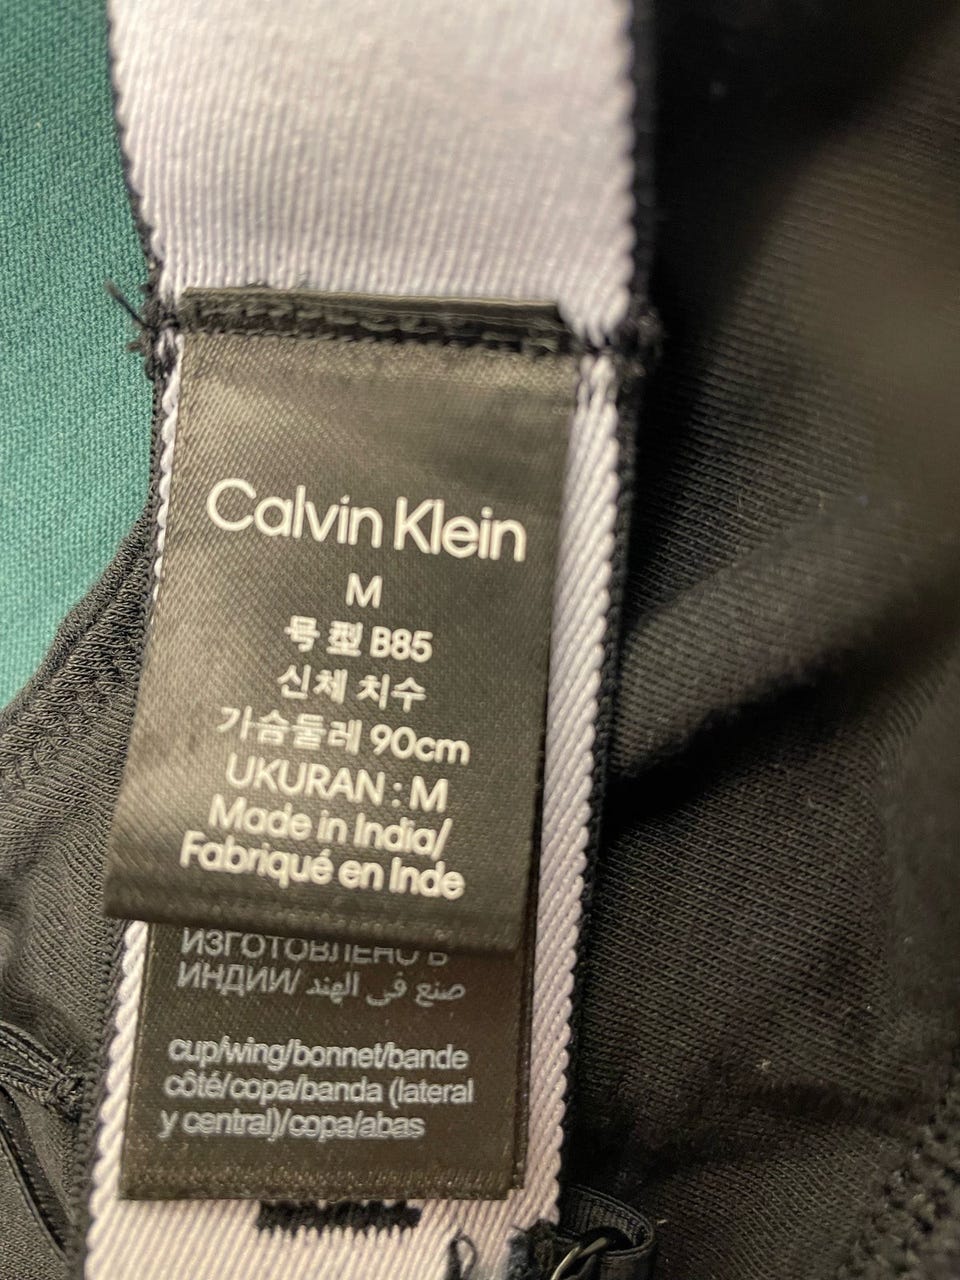 Calvin Klein
M
号型 B85
신체 치수
가슴둘레 90cm
UKURAN : M
Made in India/
Fabriqué en Inde
ИЗГОТОВЛЕНО В
ИНДИИ/ صنع في الهند
cup/wing/bonnet/bande
côté/copa/banda (lateral
y central)/copa/abas